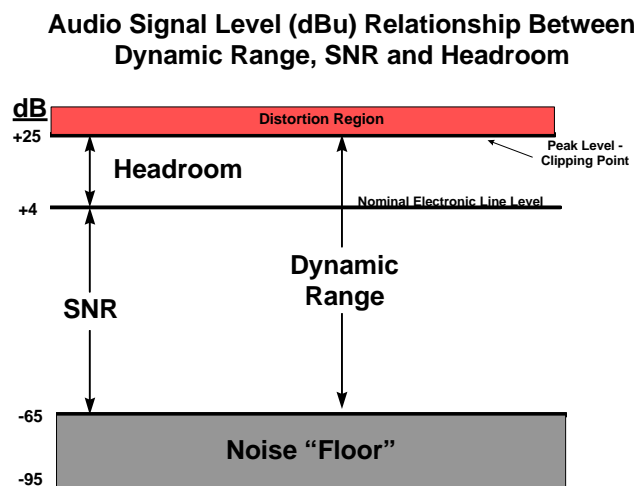 Audio Signal Level (dBu) Relationship Between
Dynamic Range, SNR and Headroom
dB
Distortion Region
+25
Peak Level -
Clipping Point
Headroom
Nominal Electronic Line Level
+4
Dynamic
Range
SNR
-65
Noise “Floor”
-95